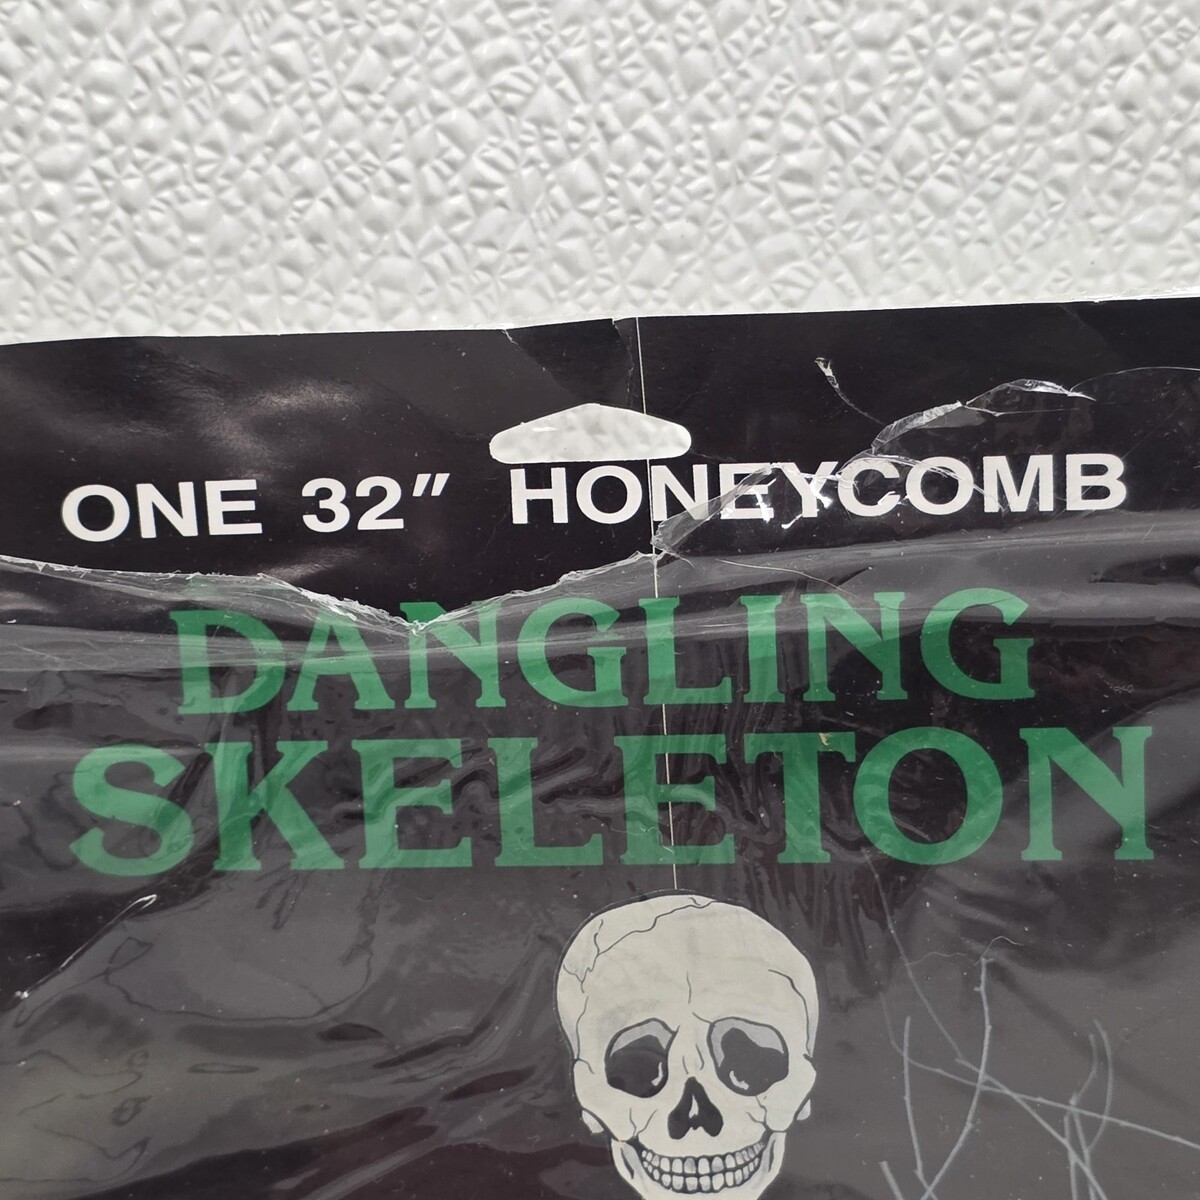 ONE 32" HONEYCOMB
DANGLING
SKELETON